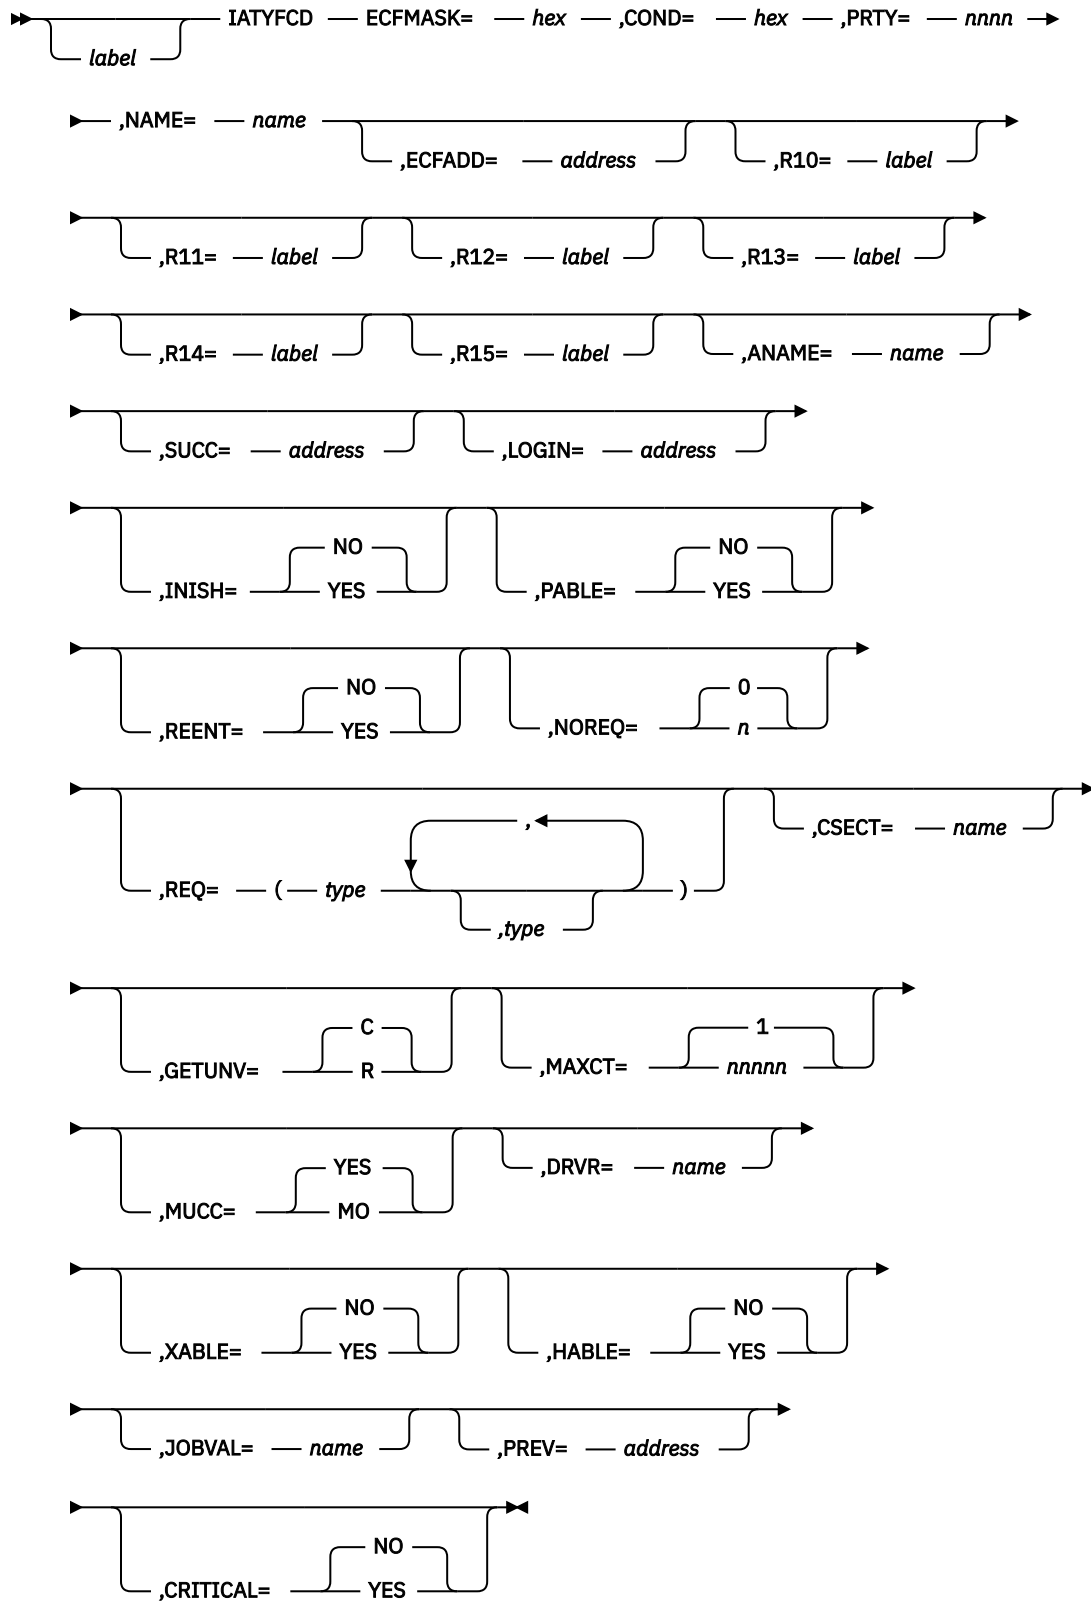 IATYFCD ECFMASK= hex ,COND= hex ,PRTY= nnnn
label
,NAME= name
,ECFADD= address ,R10= label
,R11= label ,R12= label ,R13= label
,R14= label ,R15= label ,ANAME= name
,SUCC= address ,LOGIN= address
NO NO
,INISH= YES ,PABLE= YES
NO 0
,REENT= YES ,NOREQ= n
,
,CSECT= name
,REQ= ( type )
,type
C 1
,GETUNV= R ,MAXCT= nnnnn
YES ,DRVR= name
,MUCC= MO
NO NO
,XABLE= YES ,HABLE= YES
,JOBVAL= name ,PREV= address
NO
,CRITICAL= YES